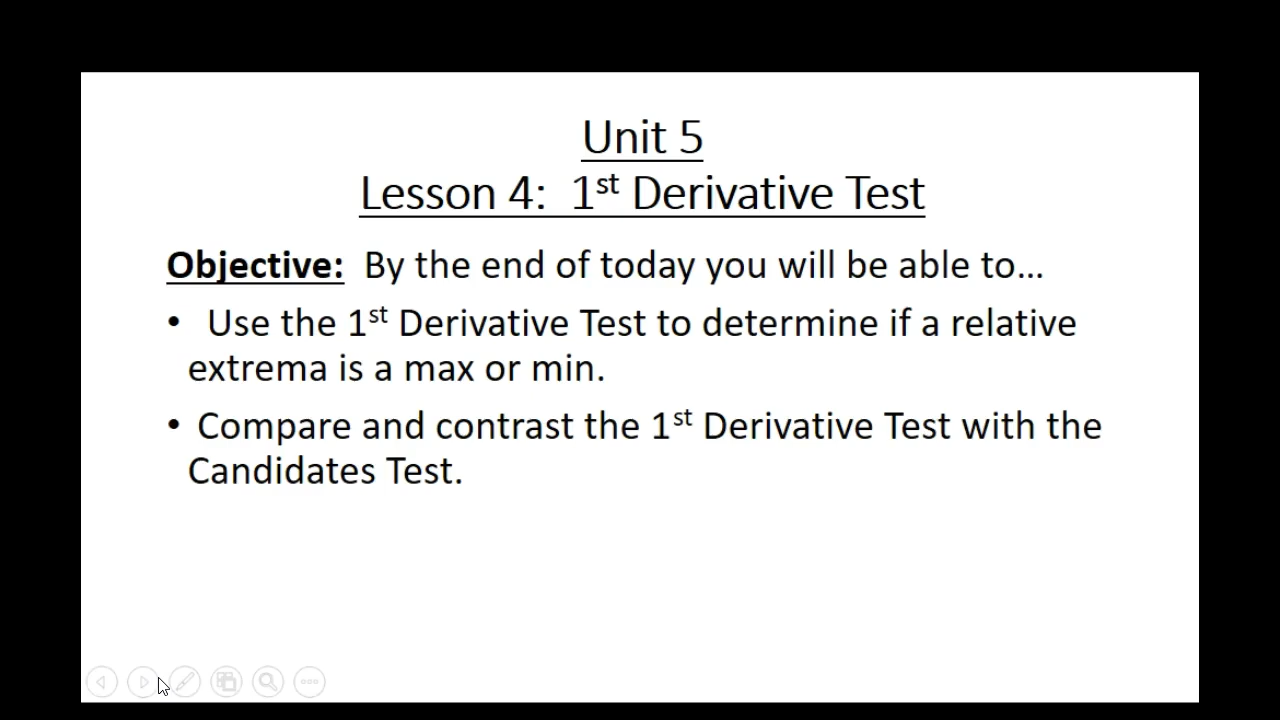 Unit 5
Lesson 4:  1st Derivative Test
Objective:  By the end of today you will be able to...
•  Use the 1st Derivative Test to determine if a relative
extrema is a max or min.
• Compare and contrast the 1st Derivative Test with the
Candidates Test.